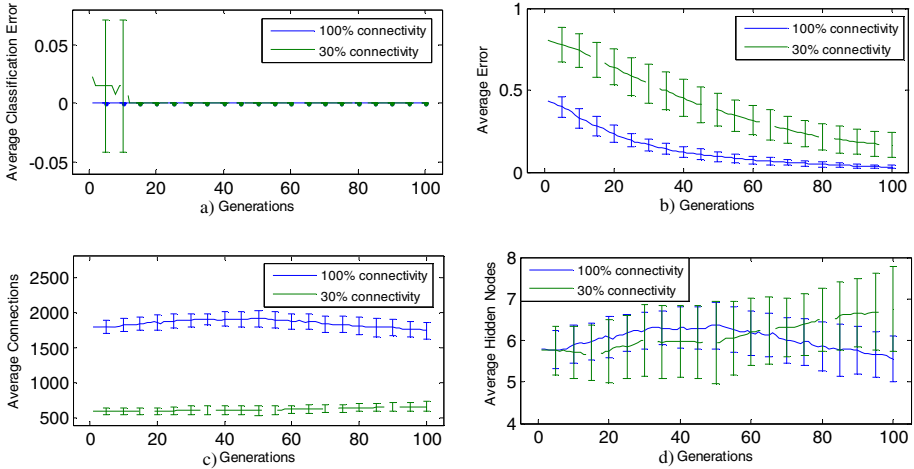 Average Classification Error
0.05
0
-0.05
0
20
40
60
80
100
100% connectivity
30% connectivity
a) Generations
Average Error
1
0.5
0
0
20
40
60
80
100
100% connectivity
30% connectivity
b) Generations
Average Connections
2500
2000
1500
1000
500
0
20
40
60
80
100
100% connectivity
30% connectivity
c) Generations
Average Hidden Nodes
8
7
6
5
4
0
20
40
60
80
100
100% connectivity
30% connectivity
d) Generations